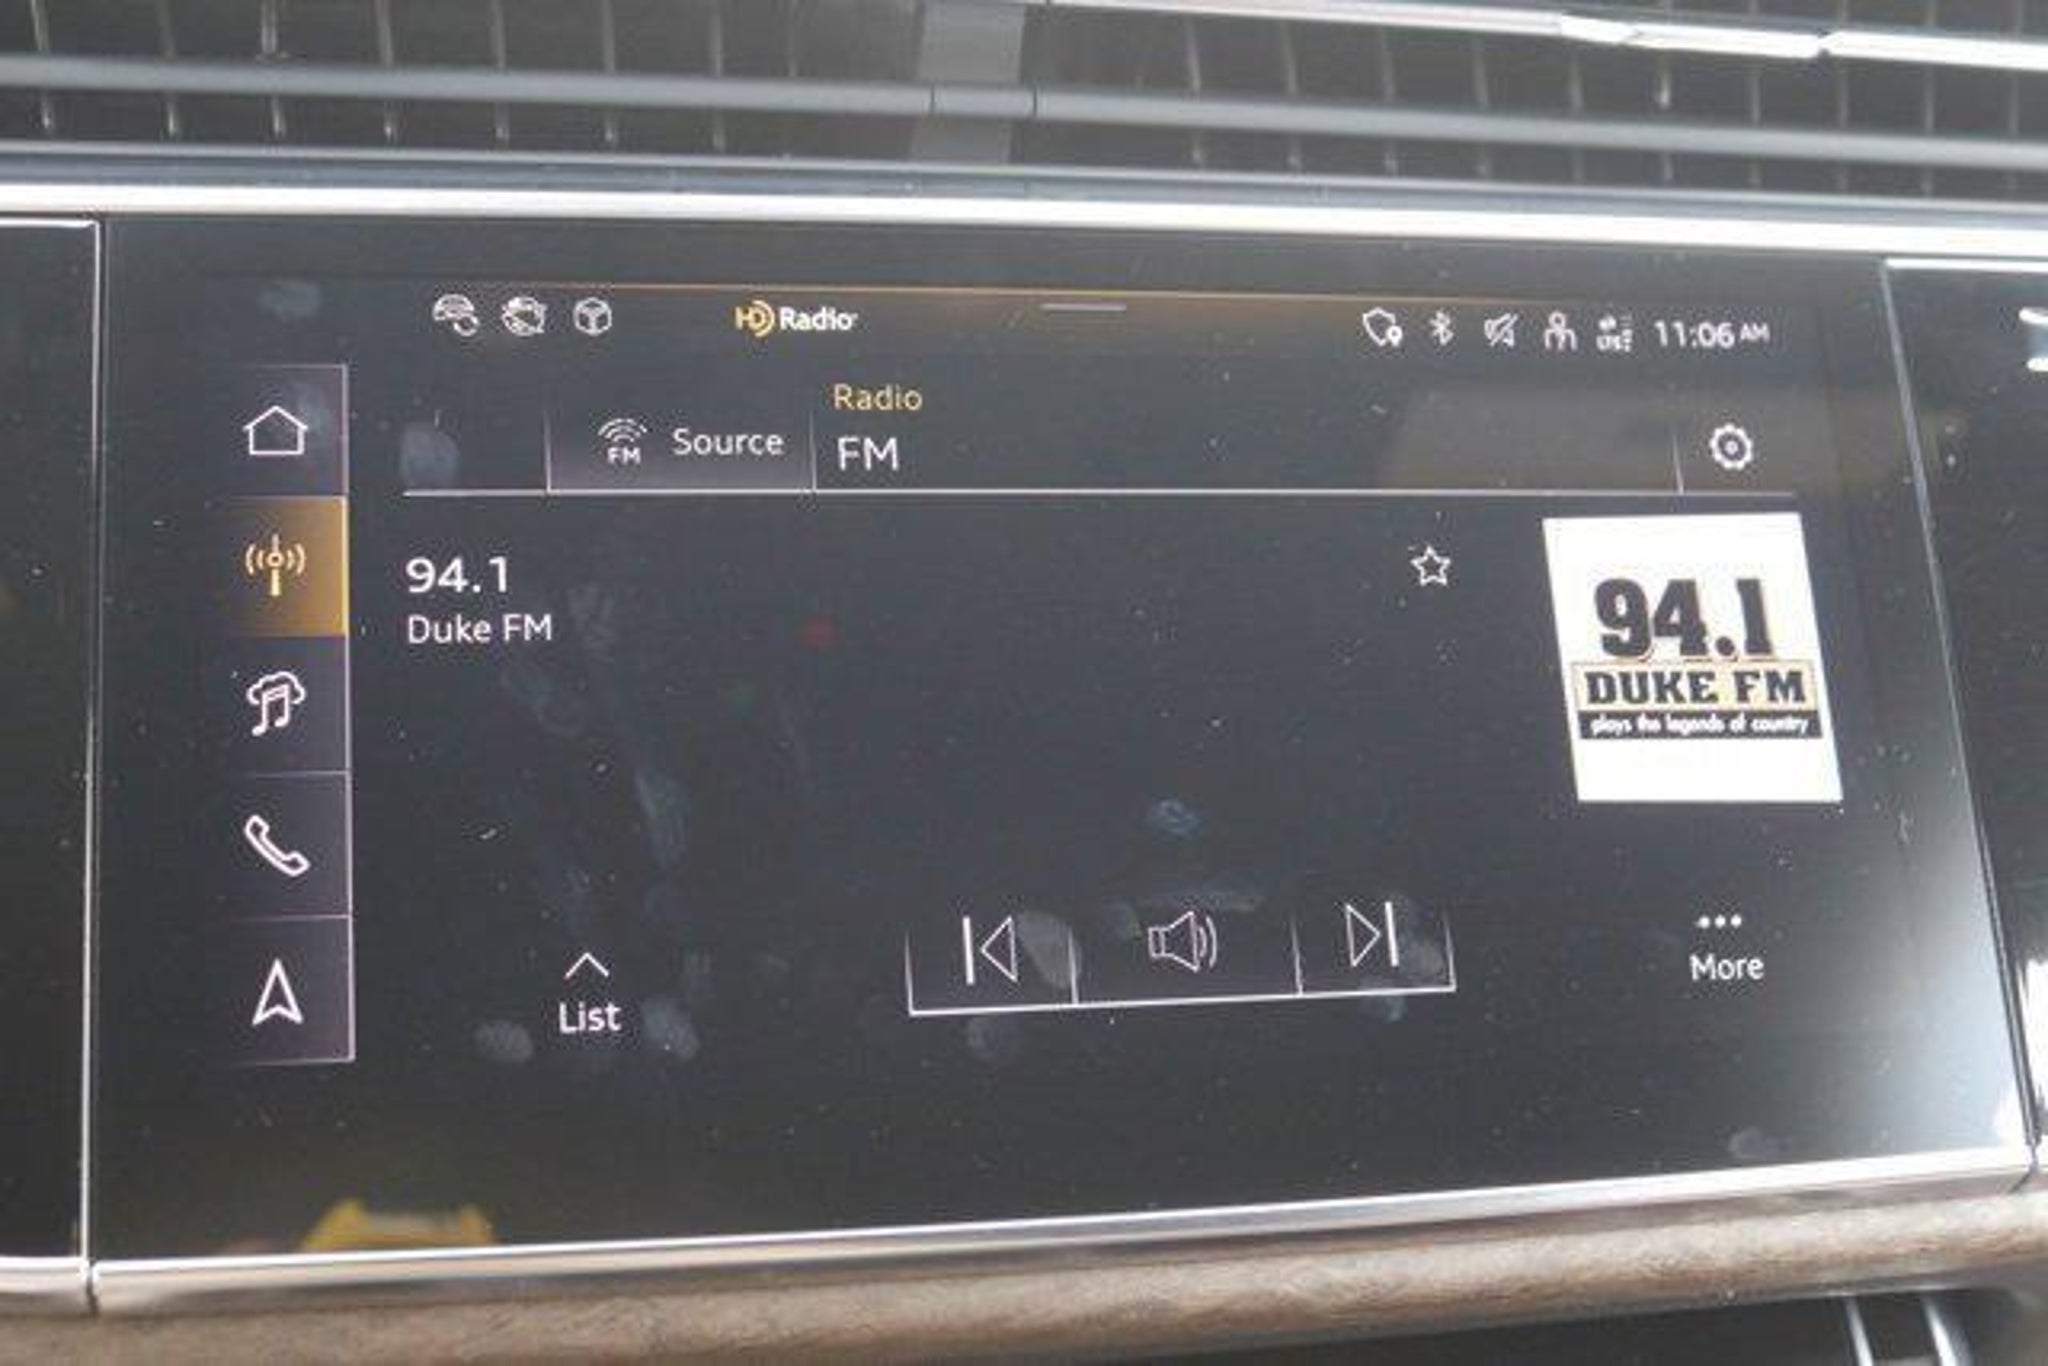 HD Radio
11:06 AM
FM
Source
Radio
FM
94.1
Duke FM
94.1
DUKE FM
plays the legends of country
List
More